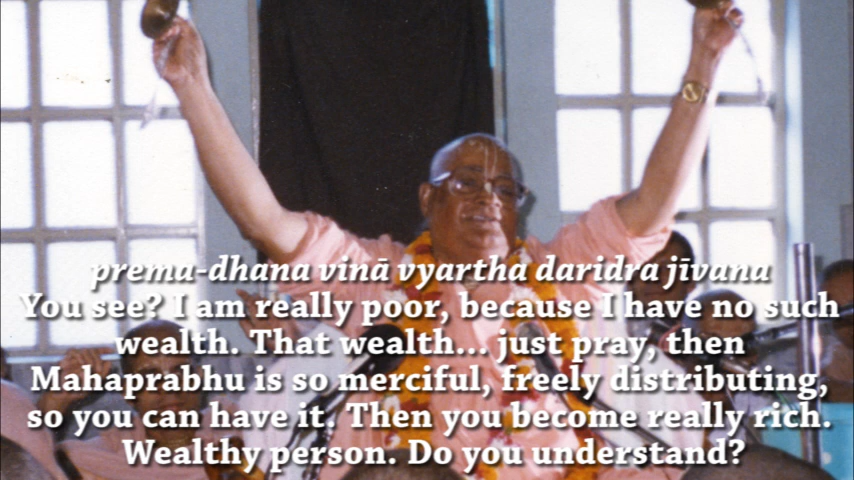 prema-dhana vinā vyartha daridra jīvana
You see? I am really poor, because I have no such
wealth. That wealth... just pray, then
Mahaprabhu is so merciful, freely distributing,
so you can have it. Then you become really rich.
Wealthy person. Do you understand?